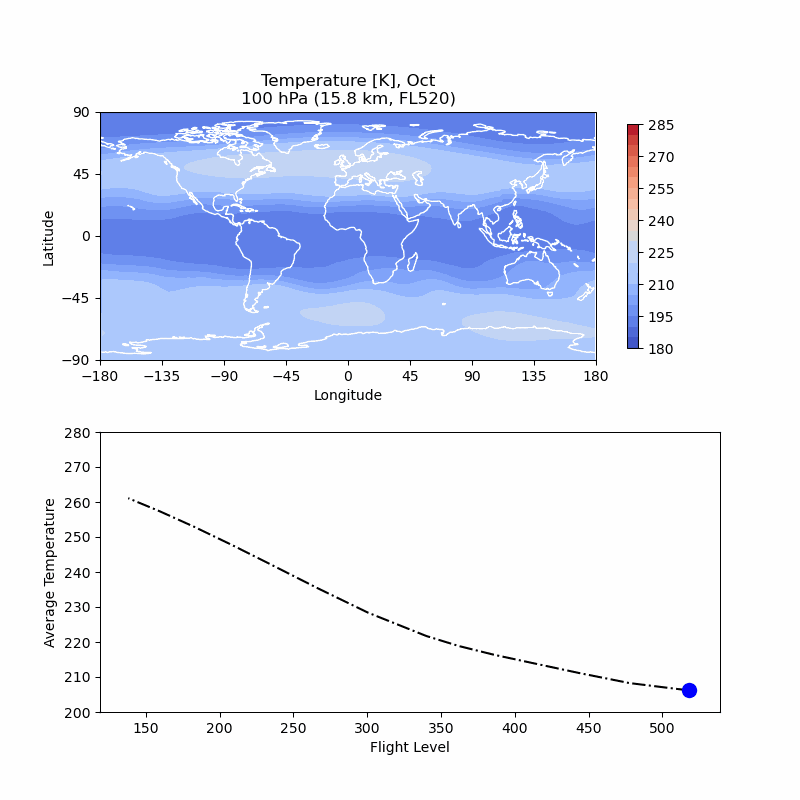 Temperature [K], Oct
100 hPa (15.8 km, FL520)
90
45
0
−45
−90
Latitude
−180 −135 −90 −45 0 45 90 135 180
Longitude
285
270
255
240
225
210
195
180
280
270
260
250
240
230
220
210
200
Average Temperature
150 200 250 300 350 400 450 500
Flight Level